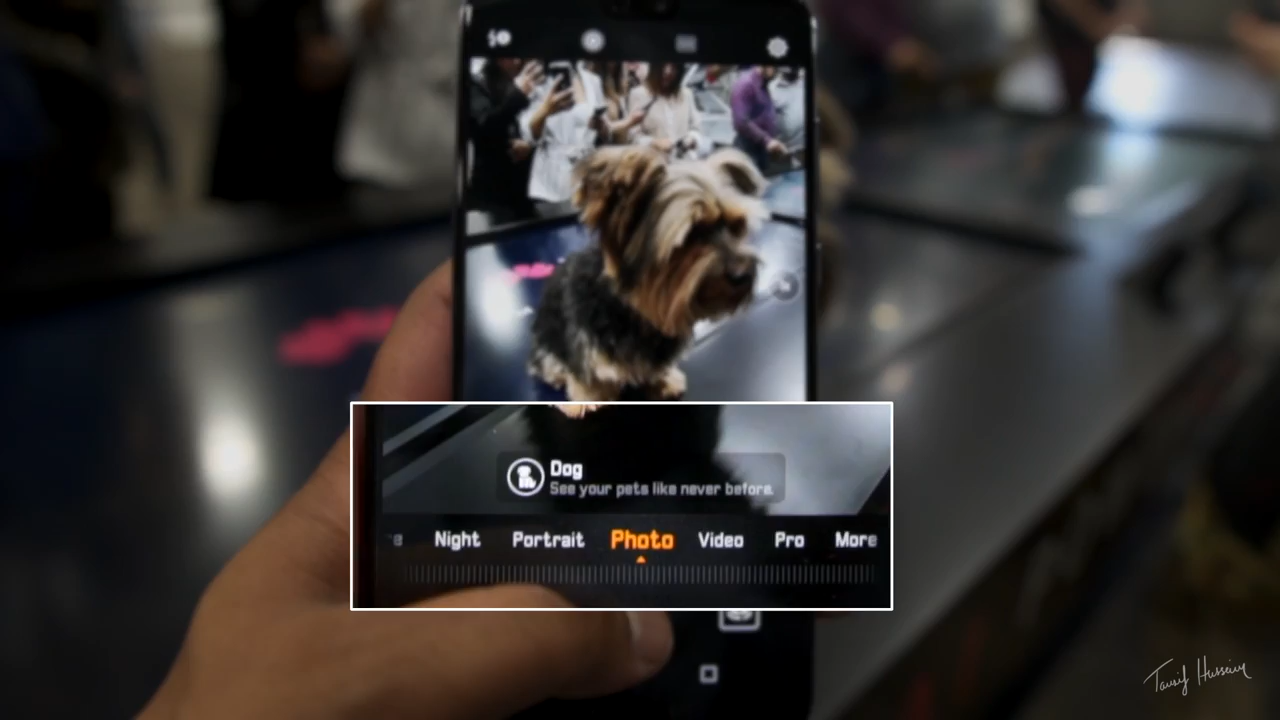 Dog
See your pets like never before.
e Night Portrait Photo Video Pro More
Tausif Hussain